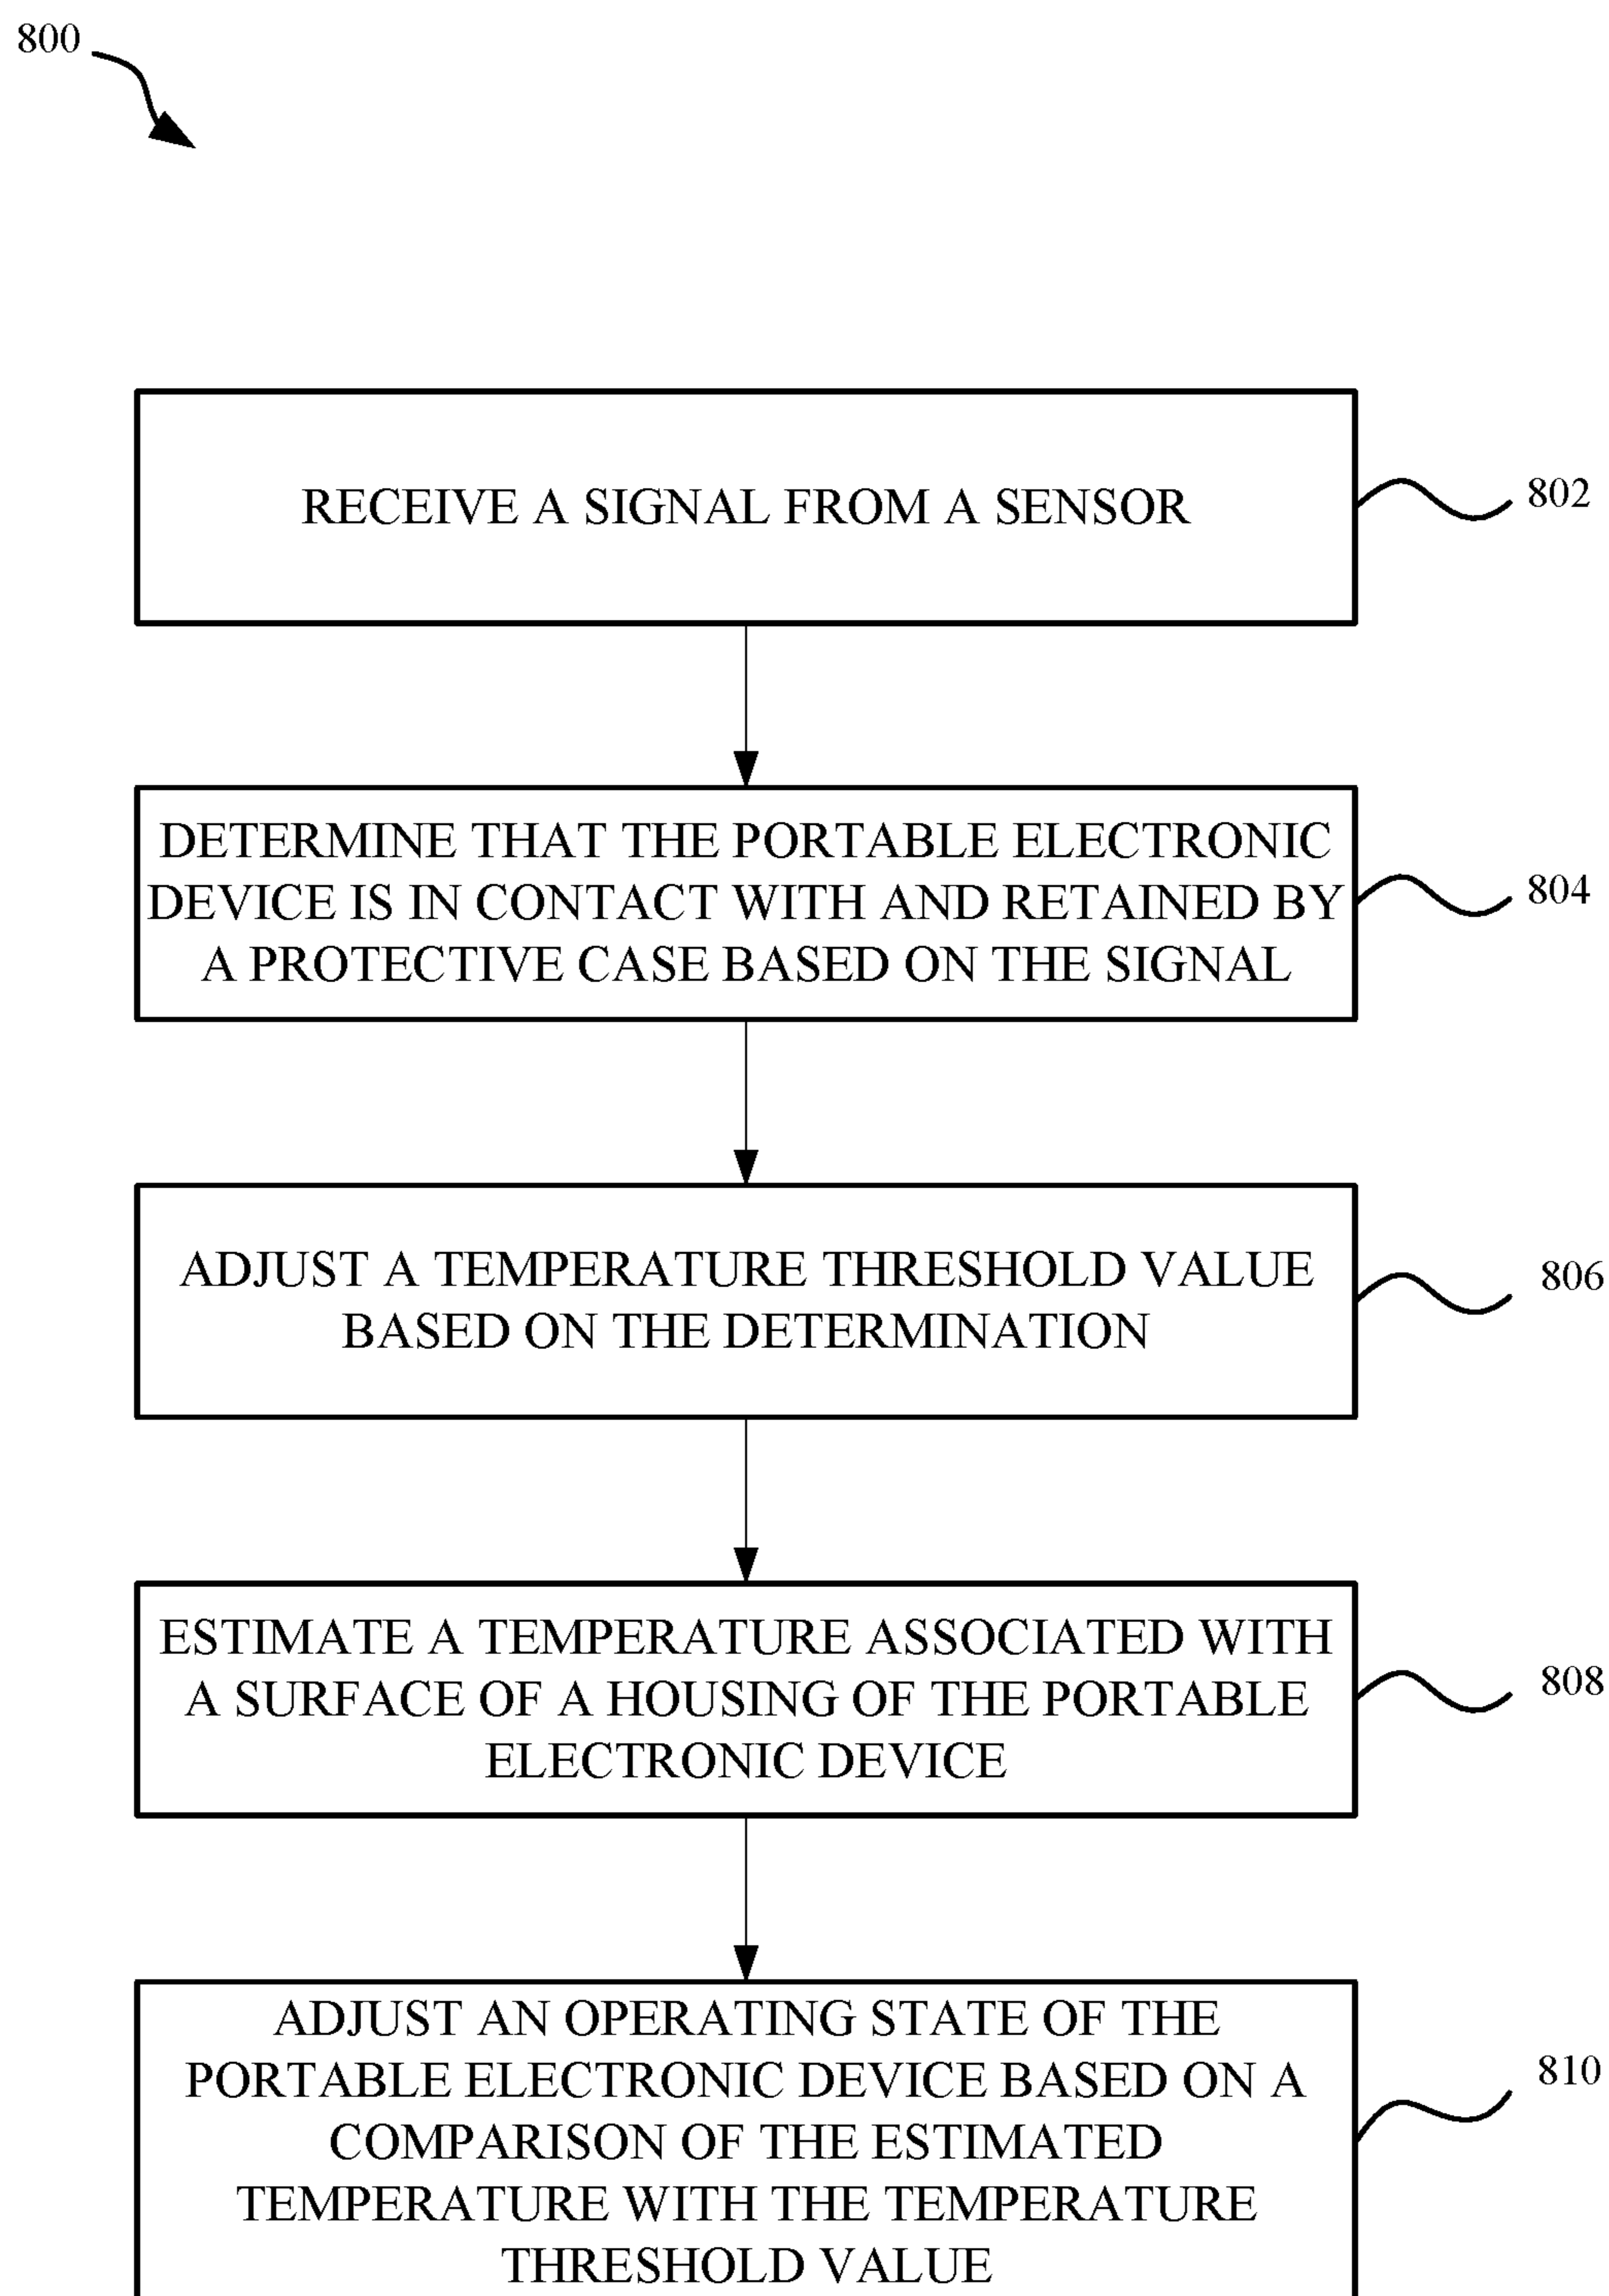 800
RECEIVE A SIGNAL FROM A SENSOR
802
DETERMINE THAT THE PORTABLE ELECTRONIC
DEVICE IS IN CONTACT WITH AND RETAINED BY
A PROTECTIVE CASE BASED ON THE SIGNAL
804
ADJUST A TEMPERATURE THRESHOLD VALUE
BASED ON THE DETERMINATION
806
ESTIMATE A TEMPERATURE ASSOCIATED WITH
A SURFACE OF A HOUSING OF THE PORTABLE
ELECTRONIC DEVICE
808
ADJUST AN OPERATING STATE OF THE
PORTABLE ELECTRONIC DEVICE BASED ON A
COMPARISON OF THE ESTIMATED
TEMPERATURE WITH THE TEMPERATURE
THRESHOLD VALUE
810